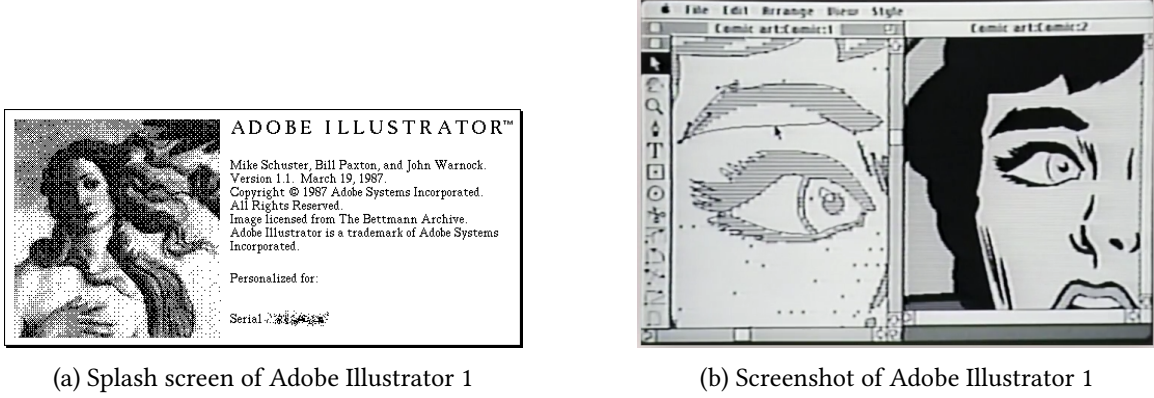 ADOBE ILLUSTRATOR™
Mike Schuster, Bill Paxton, and John Warnock.
Version 1.1. March 19, 1987.
Copyright © 1987 Adobe Systems Incorporated.
All Rights Reserved.
Image licensed from The Bettmann Archive.
Adobe Illustrator is a trademark of Adobe Systems
Incorporated.
Personalized for:
Serial
(a) Splash screen of Adobe Illustrator 1
File Edit Arrange View Style
Comic art:Comic:1
Comic art:Comic:2
T
(b) Screenshot of Adobe Illustrator 1